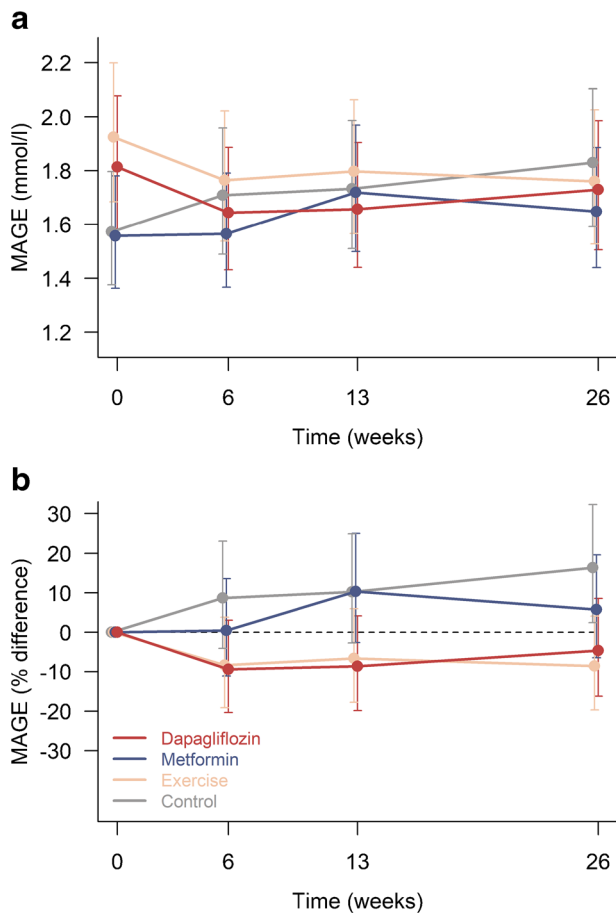 a
MAGE (mmol/l)
2.2
2.0
1.8
1.6
1.4
1.2
0 6 13 26
Time (weeks)
b
MAGE (% difference)
30
20
10
0
-10
-20
-30
Dapagliflozin
Metformin
Exercise
Control
0 6 13 26
Time (weeks)